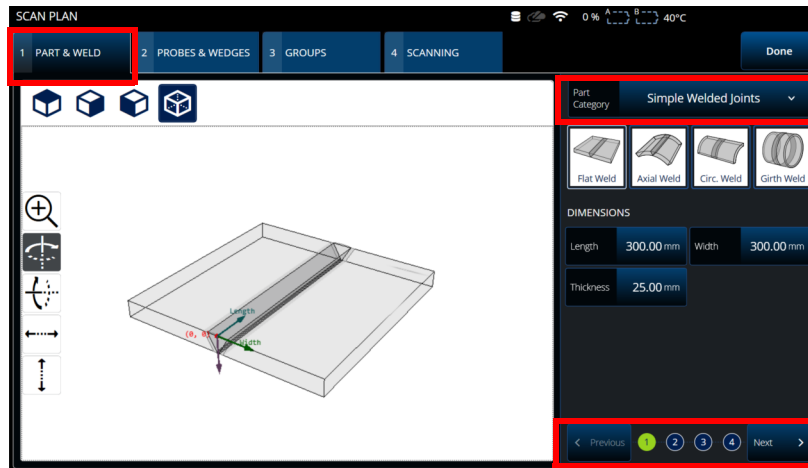 SCAN PLAN
0 % A B 40°C
1 PART & WELD 2 PROBES & WEDGES 3 GROUPS 4 SCANNING Done
Part Category Simple Welded Joints
Flat Weld Axial Weld Circ. Weld Girth Weld
DIMENSIONS
Length 300.00 mm Width 300.00 mm
Thickness 25.00 mm
Length
(0, 0)
Width
Previous 1 2 3 4 Next